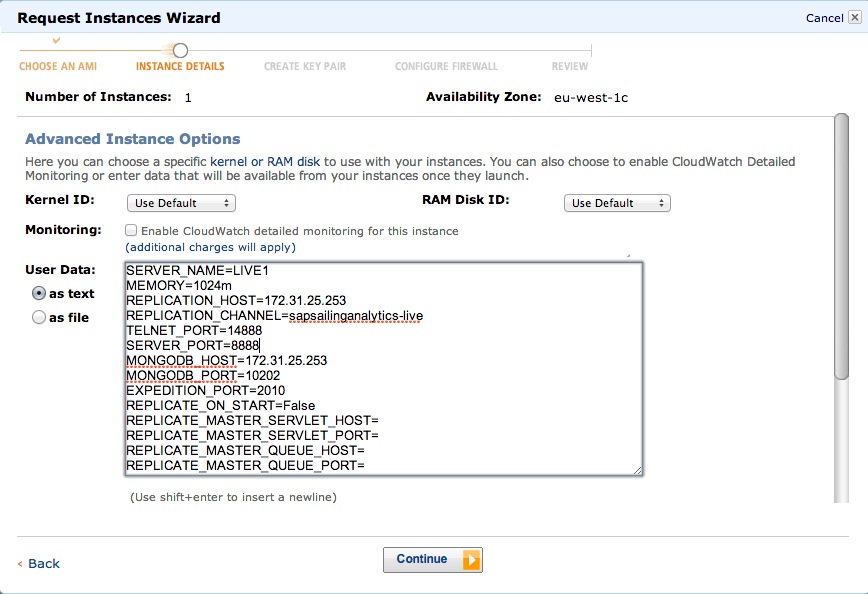 Request Instances Wizard
Cancel
CHOOSE AN AMI INSTANCE DETAILS CREATE KEY PAIR CONFIGURE FIREWALL REVIEW
Number of Instances: 1 Availability Zone: eu-west-1c
Advanced Instance Options
Here you can choose a specific kernel or RAM disk to use with your instances. You can also choose to enable CloudWatch Detailed
Monitoring or enter data that will be available from your instances once they launch.
Kernel ID: Use Default RAM Disk ID: Use Default
Monitoring: Enable CloudWatch detailed monitoring for this instance
(additional charges will apply)
User Data:
as text
as file
SERVER_NAME=LIVE1
MEMORY=1024m
REPLICATION_HOST=172.31.25.253
REPLICATION_CHANNEL=sapsailinganalytics-live
TELNET_PORT=14888
SERVER_PORT=8888
MONGODB_HOST=172.31.25.253
MONGODB_PORT=10202
EXPEDITION_PORT=2010
REPLICATE_ON_START=False
REPLICATE_MASTER_SERVLET_HOST=
REPLICATE_MASTER_SERVLET_PORT=
REPLICATE_MASTER_QUEUE_HOST=
REPLICATE_MASTER_QUEUE_PORT=
(Use shift+enter to insert a newline)
< Back
Continue